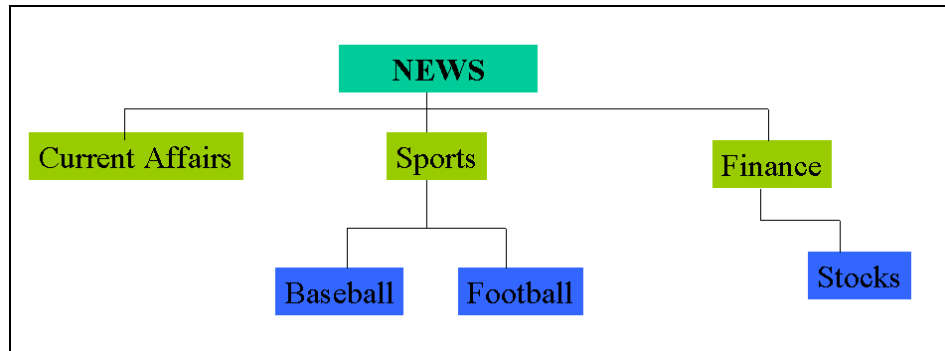 NEWS
Current Affairs
Sports
Finance
Baseball
Football
Stocks